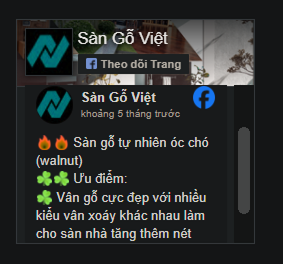 Sàn Gỗ Việt
Theo dõi Trang
Sàn Gỗ Việt
khoảng 5 tháng trước
🔥🔥 Sàn gỗ tự nhiên óc chó
(walnut)
🍀🍀 Ưu điểm:
🍀 Vân gỗ cực đẹp với nhiều
kiểu vân xoáy khác nhau làm
cho sàn nhà tăng thêm nét